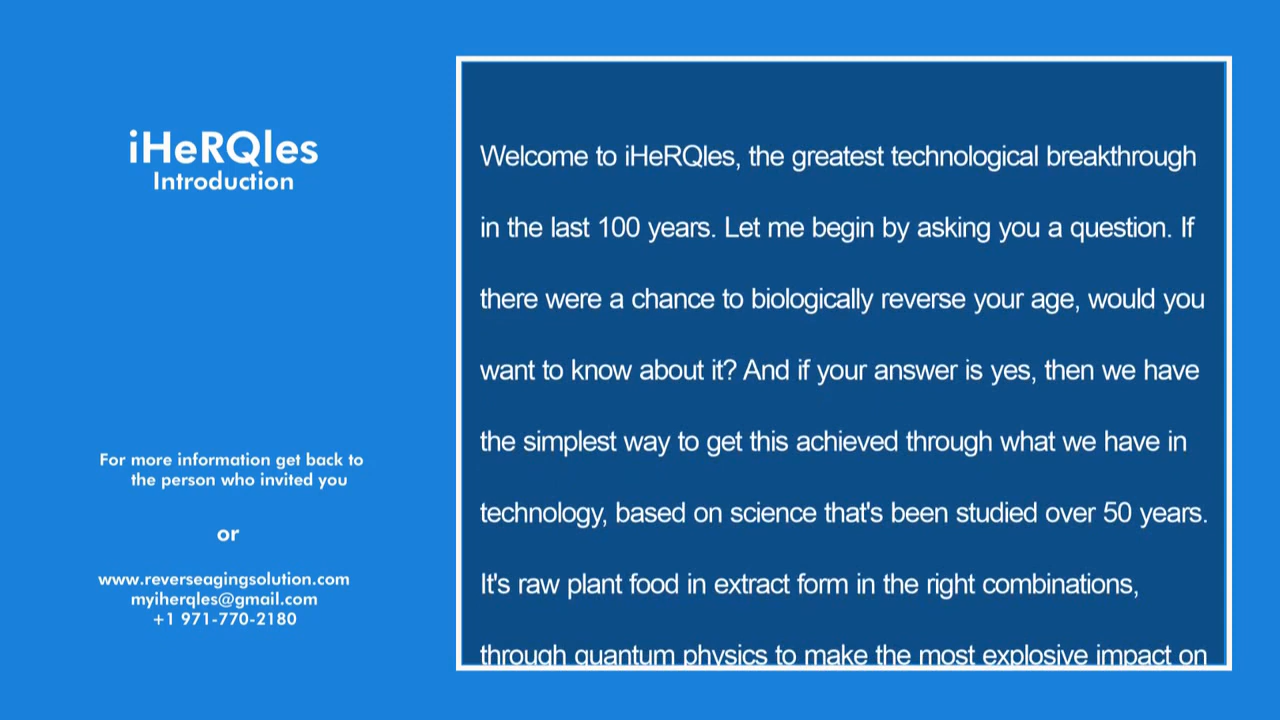 iHeRQles
Introduction
For more information get back to
the person who invited you
or
www.reverseagingsolution.com
myiherqles@gmail.com
+1 971-770-2180
Welcome to iHeRQles, the greatest technological breakthrough
in the last 100 years. Let me begin by asking you a question. If
there were a chance to biologically reverse your age, would you
want to know about it? And if your answer is yes, then we have
the simplest way to get this achieved through what we have in
technology, based on science that's been studied over 50 years.
It's raw plant food in extract form in the right combinations,
through quantum physics to make the most explosive impact on